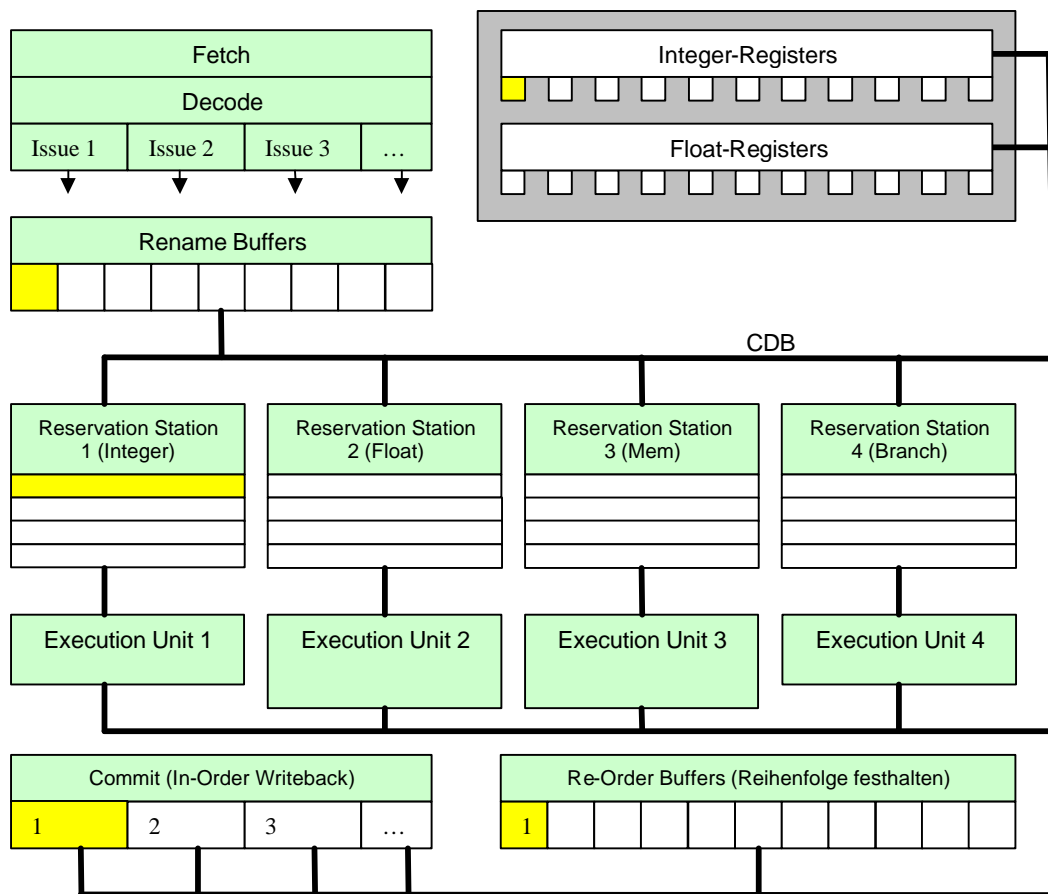 Fetch
Decode
Issue 1
Issue 2
Issue 3
…
Integer-Registers
Float-Registers
Rename Buffers
CDB
Reservation Station
1 (Integer)
Reservation Station
2 (Float)
Reservation Station
3 (Mem)
Reservation Station
4 (Branch)
Execution Unit 1
Execution Unit 2
Execution Unit 3
Execution Unit 4
Commit (In-Order Writeback)
1
2
3
…
Re-Order Buffers (Reihenfolge festhalten)
1